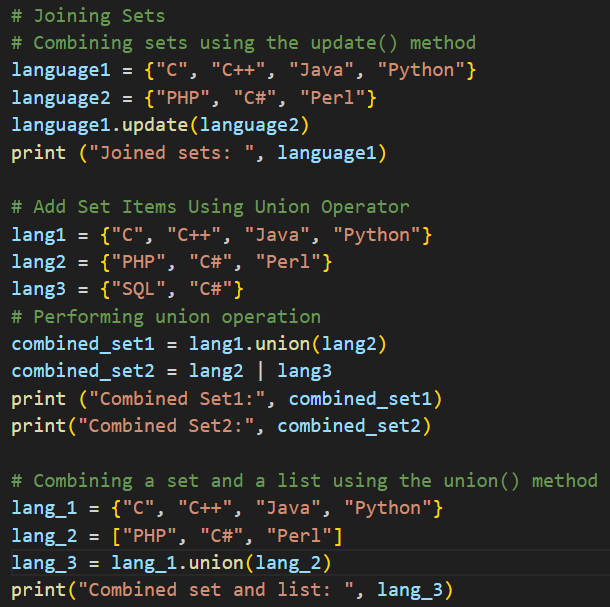 # Joining Sets
# Combining sets using the update() method
language1 = {"C", "C++", "Java", "Python"}
language2 = {"PHP", "C#", "Perl"}
language1.update(language2)
print ("Joined sets: ", language1)

# Add Set Items Using Union Operator
lang1 = {"C", "C++", "Java", "Python"}
lang2 = {"PHP", "C#", "Perl"}
lang3 = {"SQL", "C#"}
# Performing union operation
combined_set1 = lang1.union(lang2)
combined_set2 = lang2 | lang3
print ("Combined Set1:", combined_set1)
print("Combined Set2:", combined_set2)

# Combining a set and a list using the union() method
lang_1 = {"C", "C++", "Java", "Python"}
lang_2 = ["PHP", "C#", "Perl"]
lang_3 = lang_1.union(lang_2)
print("Combined set and list: ", lang_3)